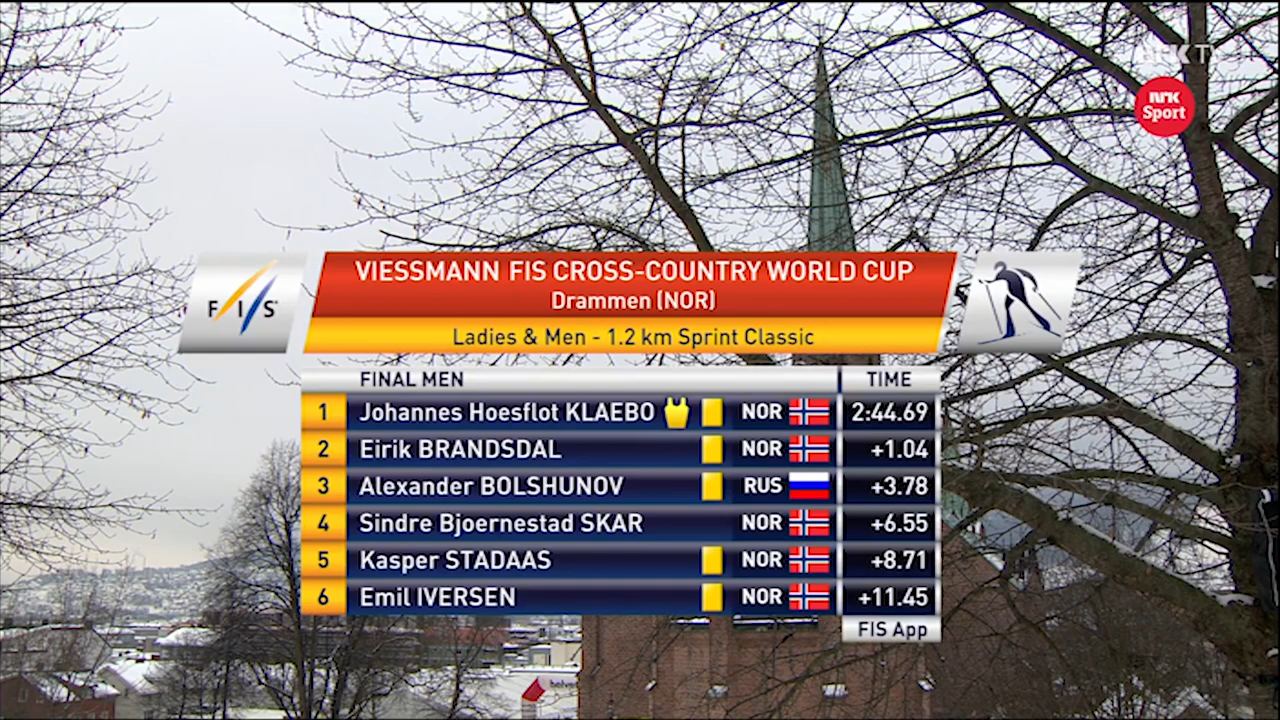 NRK TV
NRK
Sport
FIS
VIESSMANN FIS CROSS-COUNTRY WORLD CUP
Drammen (NOR)
Ladies & Men - 1.2 km Sprint Classic
FINAL MEN TIME
1 Johannes Hoesflot KLAEBO NOR 2:44.69
2 Eirik BRANDSDAL NOR +1.04
3 Alexander BOLSHUNOV RUS +3.78
4 Sindre Bjoernestad SKAR NOR +6.55
5 Kasper STADAAS NOR +8.71
6 Emil IVERSEN NOR +11.45
FIS App